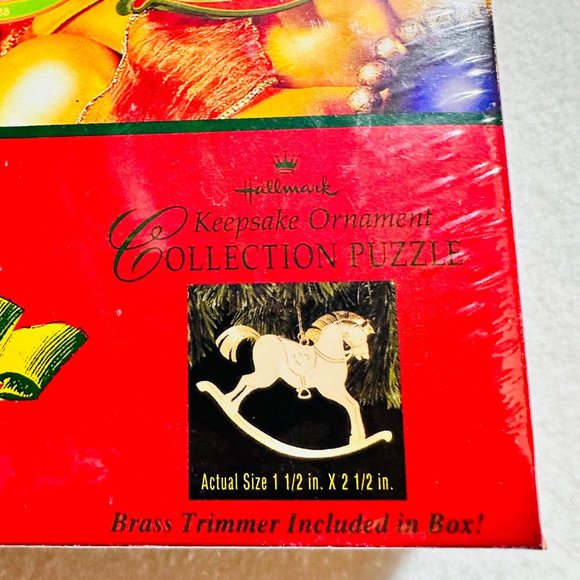 88
Hallmark
Keepsake Ornament
COLLECTION PUZZLE
Actual Size 1 1/2 in. X 2 1/2 in.
Brass Trimmer Included in Box!